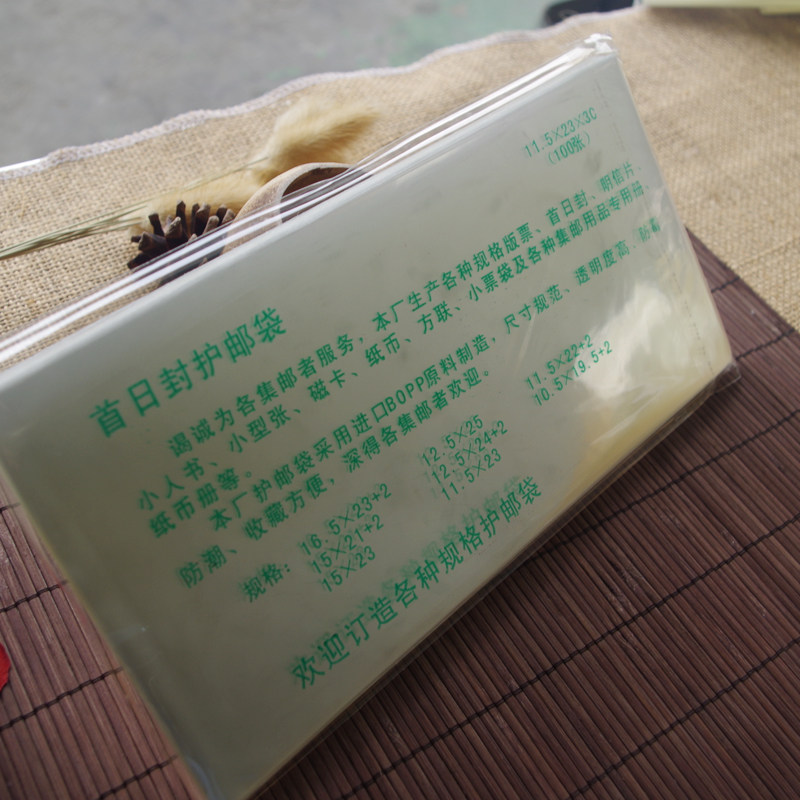 11.5×23×3C
(100张)
首日封护邮袋
竭诚为各集邮者服务，本厂生产各种规格版票、首日封、明信片、
小人书、小型张、磁卡、纸币、方联、小票袋及各种集邮用品专用册、
纸币册等。
本厂护邮袋采用进口BOPP原料制造，尺寸规范、透明度高、耐霉
防潮、收藏方便，深得各集邮者欢迎。
规格： 16.5×23+2 12.5×25 11.5×22+2
15×21+2 12.5×24+2 10.5×19.5+2
15×23 11.5×23
欢迎订造各种规格护邮袋